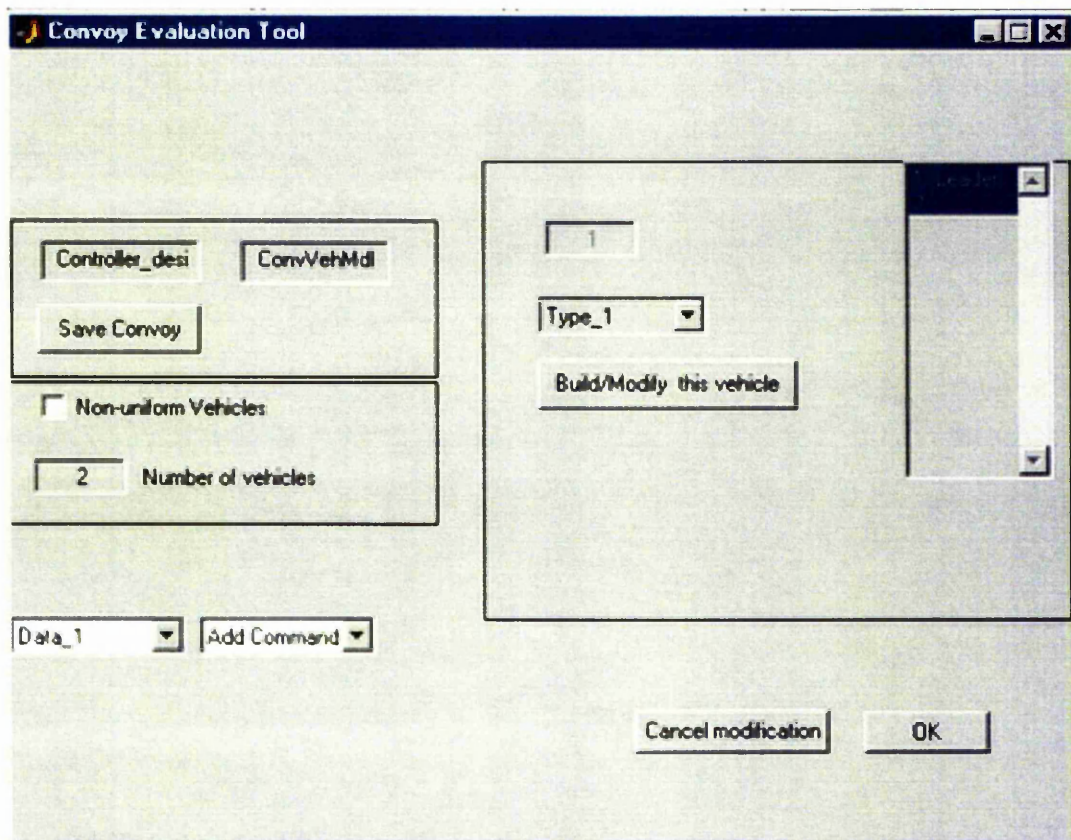 Convoy Evaluation Tool
Leader
1
Controller_desi
ConvVehMdl
Type_1
Save Convoy
Build/Modify this vehicle
Non-uniform Vehicles
2
Number of vehicles
Data_1
Add Command
Cancel modification
OK